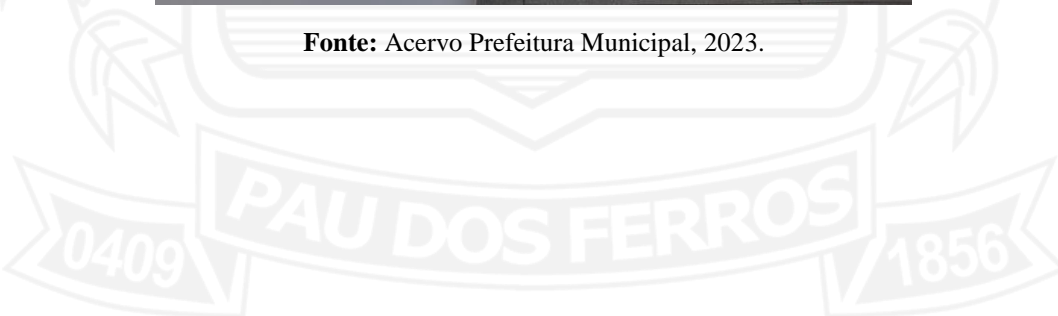 Fonte: Acervo Prefeitura Municipal, 2023.
PAU DOS FERROS
0409 1856